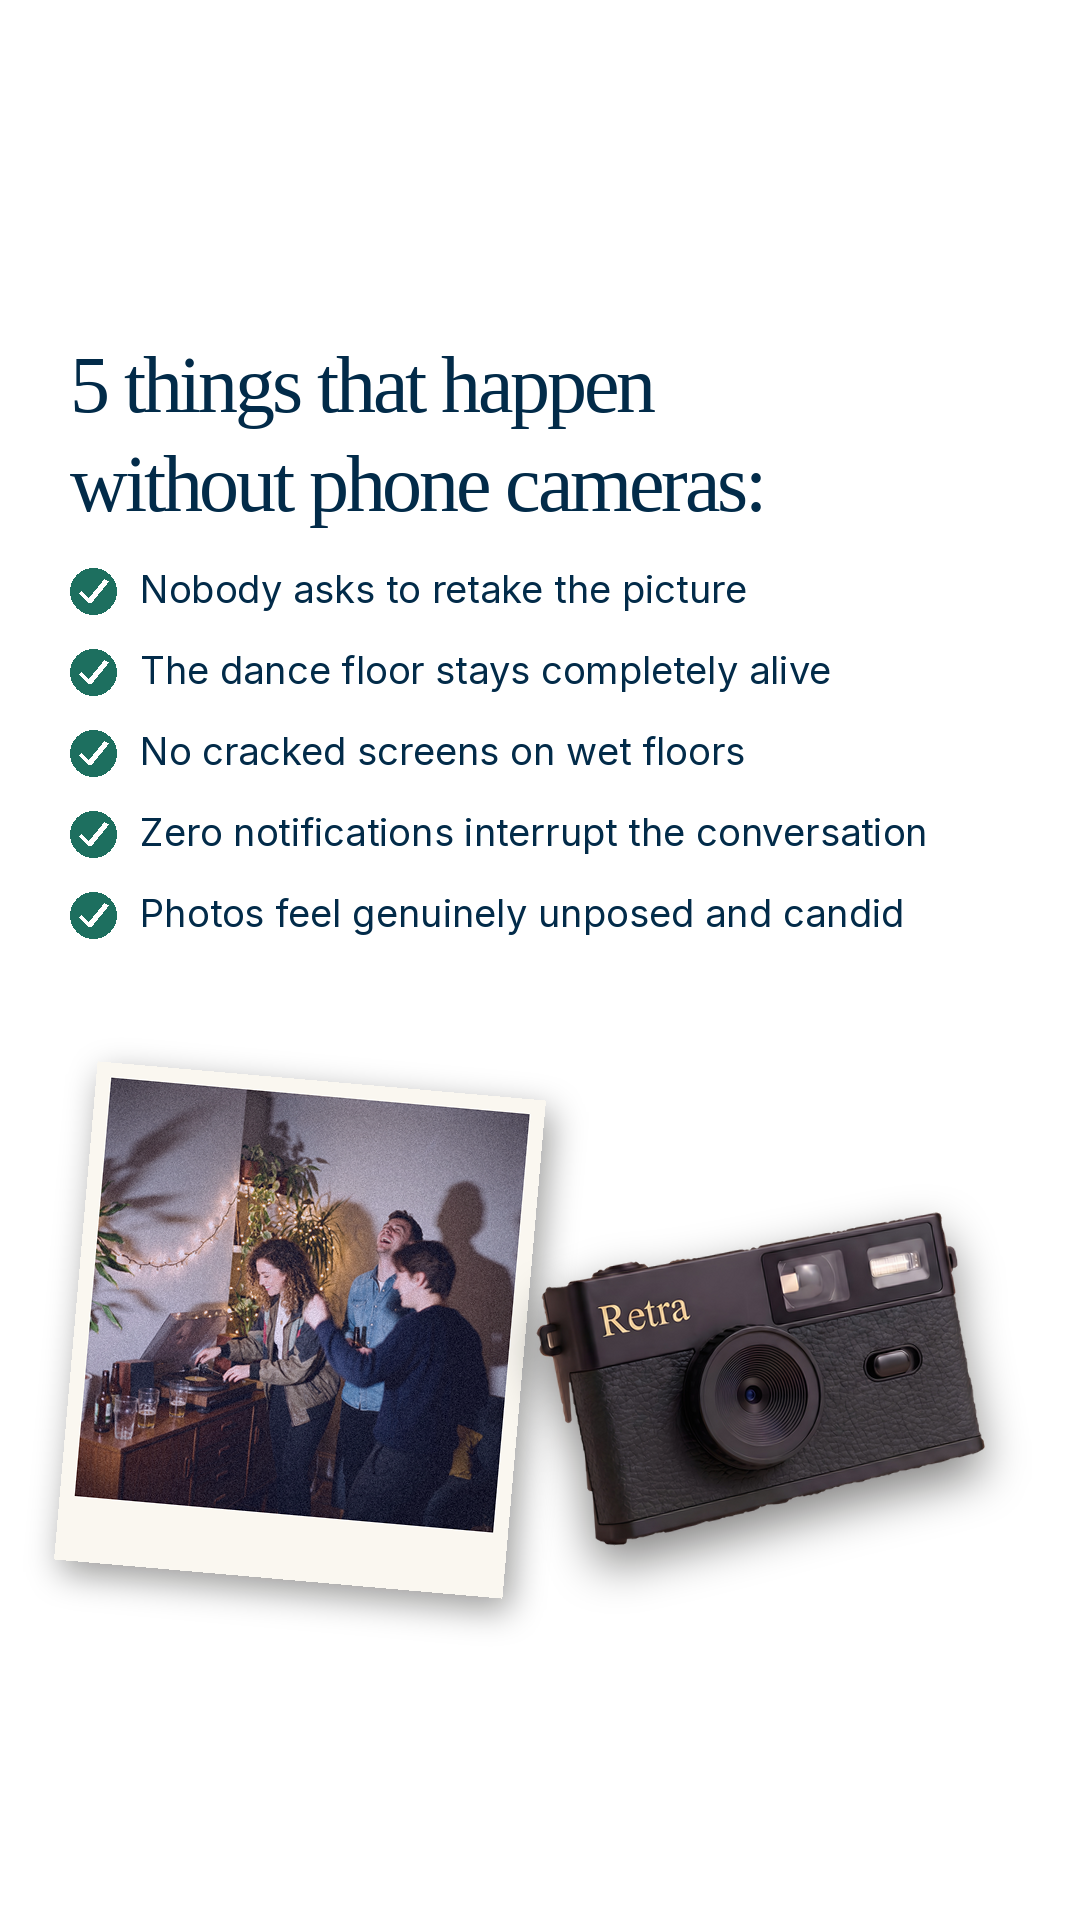 5 things that happen
without phone cameras:
Nobody asks to retake the picture
The dance floor stays completely alive
No cracked screens on wet floors
Zero notifications interrupt the conversation
Photos feel genuinely unposed and candid
Retra